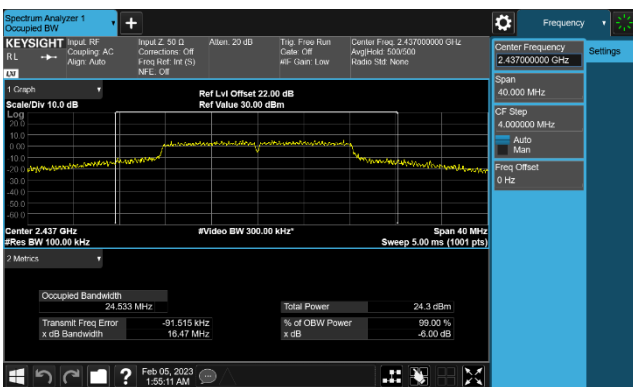 Spectrum Analyzer 1
Occupied BW
+
Frequency
KEYSIGHT
RL
LXI
Input: RF
Coupling: AC
Align: Auto
Input Z: 50 Ω
Corrections: Off
Freq Ref: Int (S)
NFE: Off
Atten: 20 dB
Trig: Free Run
Gate: Off
#IF Gain: Low
Center Freq: 2.437000000 GHz
Avg|Hold: 500/500
Radio Std: None
Center Frequency
2.437000000 GHz
Settings
Span
40.000 MHz
CF Step
4.000000 MHz
Auto
Man
Freq Offset
0 Hz
1 Graph
Scale/Div 10.0 dB
Ref Lvl Offset 22.00 dB
Ref Value 30.00 dBm
Log
20.0
10.0
0.00
-10.0
-20.0
-30.0
-40.0
-50.0
-60.0
Center 2.437 GHz
#Res BW 100.00 kHz
#Video BW 300.00 kHz*
Span 40 MHz
Sweep 5.00 ms (1001 pts)
2 Metrics
Occupied Bandwidth
24.533 MHz
Total Power 24.3 dBm
Transmit Freq Error -91.515 kHz
% of OBW Power 99.00 %
x dB Bandwidth 16.47 MHz
x dB -6.00 dB
?
Feb 05, 2023
1:55:11 AM